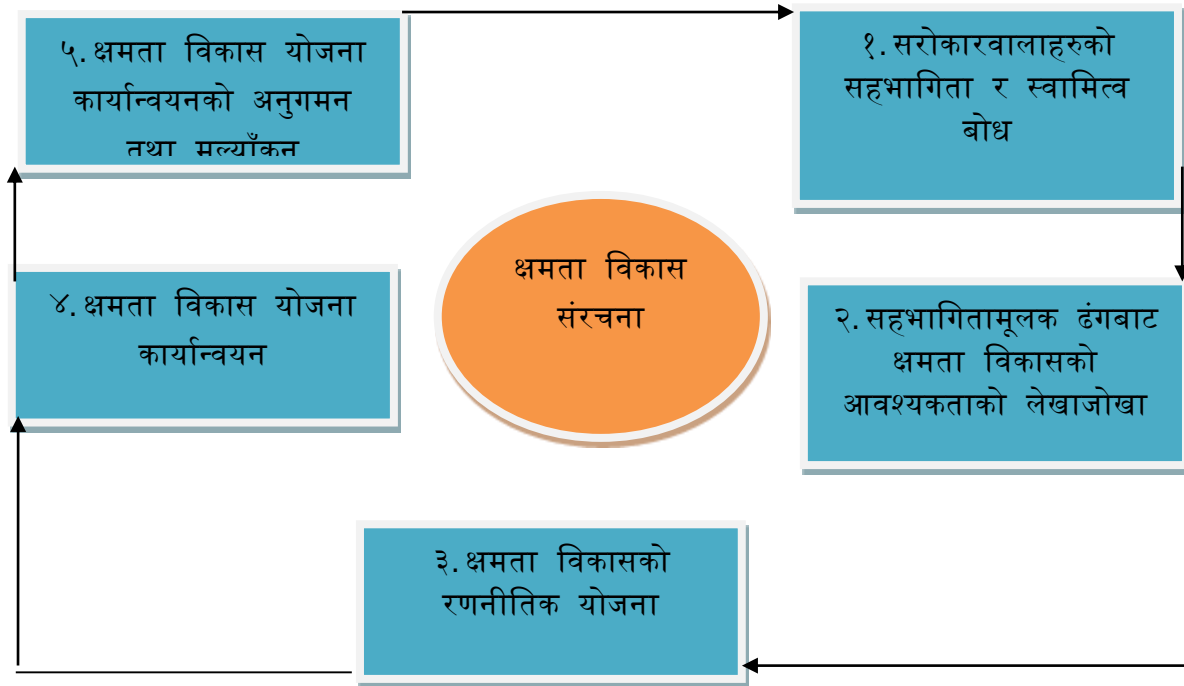 १. सरोकारवालाहरुको
सहभागिता र स्वामित्व
बोध
२. सहभागितामूलक ढंगबाट
क्षमता विकासको
आवश्यकताको लेखाजोखा
३. क्षमता विकासको
रणनीतिक योजना
४. क्षमता विकास योजना
कार्यान्वयन
५. क्षमता विकास योजना
कार्यान्वयनको अनुगमन
तथा मूल्याँकन
क्षमता विकास
संरचना